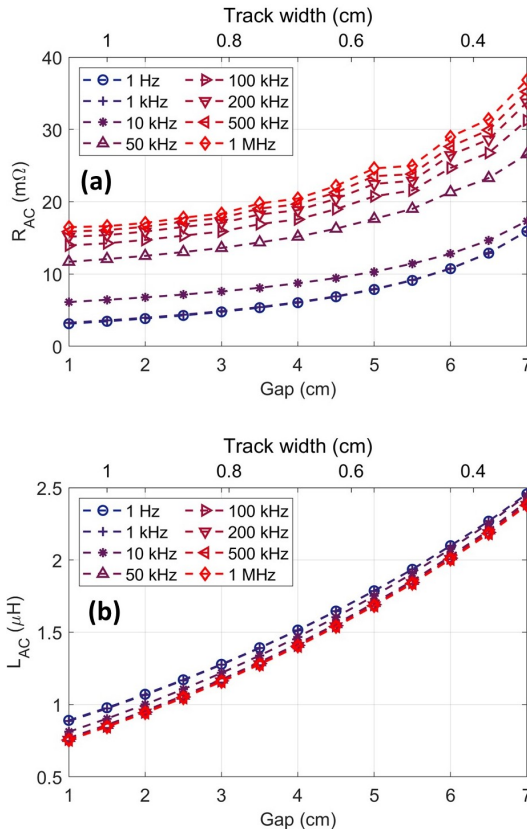 Track width (cm)
1 0.8 0.6 0.4
40
30
20
10
0
R_AC (mΩ)
1 Hz 100 kHz
1 kHz 200 kHz
10 kHz 500 kHz
50 kHz 1 MHz
(a)
1 2 3 4 5 6 7
Gap (cm)
Track width (cm)
1 0.8 0.6 0.4
2.5
2
1.5
1
0.5
L_AC (μH)
1 Hz 100 kHz
1 kHz 200 kHz
10 kHz 500 kHz
50 kHz 1 MHz
(b)
1 2 3 4 5 6 7
Gap (cm)